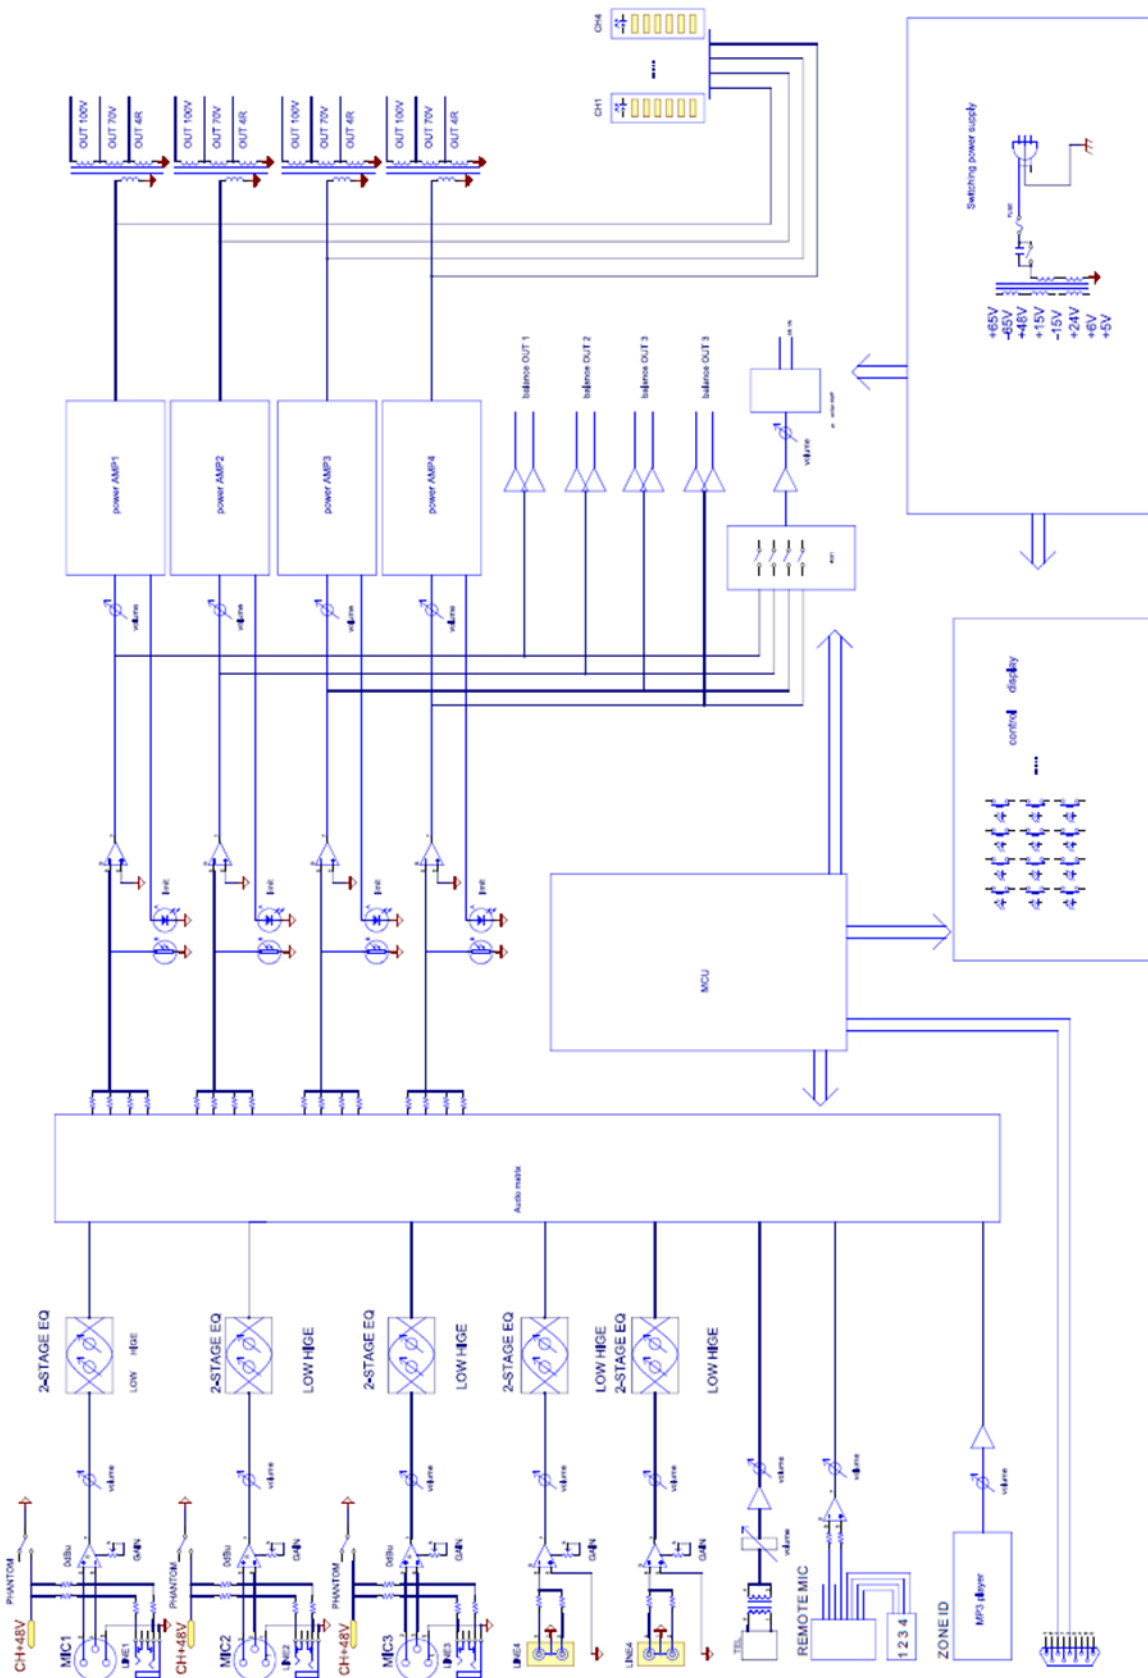 CH+48V
PHANTOM
MIC1
LINE1
0dBu
GAIN
volume
2-STAGE EQ
LOW HIGE
CH+48V
PHANTOM
MIC2
LINE2
0dBu
GAIN
volume
2-STAGE EQ
LOW HIGE
CH+48V
PHANTOM
MIC3
LINE3
0dBu
GAIN
volume
2-STAGE EQ
LOW HIGE
LINE4
GAIN
volume
2-STAGE EQ
LOW HIGE
LINE4
GAIN
volume
2-STAGE EQ
LOW HIGE
TEL
volume
volume
REMOTE MIC
1 2 3 4
volume
ZONE ID
MP3 player
volume
Audio matrix
MCU
limit
limit
limit
limit
volume
volume
volume
volume
power AMP1
power AMP2
power AMP3
power AMP4
OUT 100V
OUT 70V
OUT 4R
OUT 100V
OUT 70V
OUT 4R
OUT 100V
OUT 70V
OUT 4R
OUT 100V
OUT 70V
OUT 4R
balance OUT 1
balance OUT 2
balance OUT 3
balance OUT 3
volume
CH1
CH4
control display
Switching power supply
FUSE
+65V
-65V
+48V
+15V
-15V
+24V
+6V
+5V